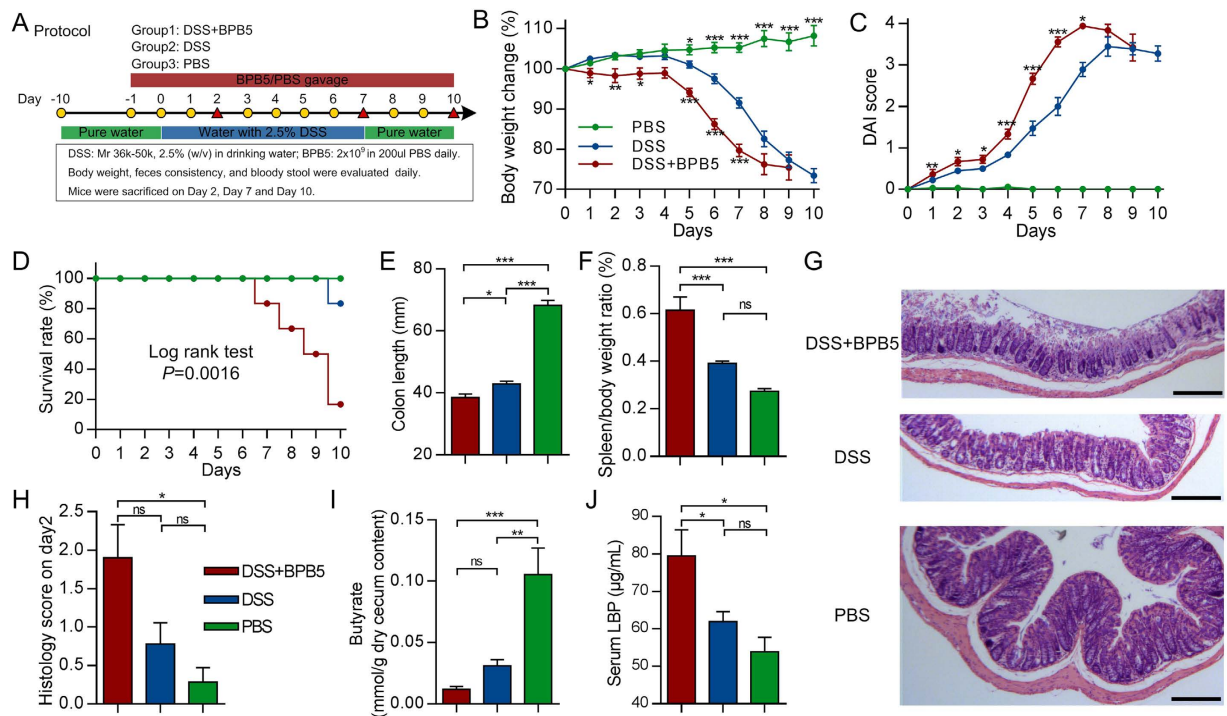 A
Protocol
Group1: DSS+BPB5
Group2: DSS
Group3: PBS
BPB5/PBS gavage
Day
-10 -1 0 1 2 3 4 5 6 7 8 9 10
Pure water
Water with 2.5% DSS
Pure water
DSS: Mr 36k-50k, 2.5% (w/v) in drinking water; BPB5: 2x10⁹ in 200ul PBS daily.
Body weight, feces consistency, and bloody stool were evaluated daily.
Mice were sacrificed on Day 2, Day 7 and Day 10.
B
Body weight change (%)
110
100
90
80
70
* *** *** *** *** ***
* ** * *** *** ***
PBS
DSS
DSS+BPB5
0 1 2 3 4 5 6 7 8 9 10
Days
C
DAI score
4
3
2
1
0
** * * *** *** *** *
0 1 2 3 4 5 6 7 8 9 10
Days
D
Survival rate (%)
100
80
60
40
20
0
Log rank test
P=0.0016
0 1 2 3 4 5 6 7 8 9 10
Days
E
Colon length (mm)
80
60
40
20
***
* ***
F
Spleen/body weight ratio (%)
0.8
0.6
0.4
0.2
0.0
***
***
ns
G
DSS+BPB5
DSS
PBS
H
Histology score on day2
2.5
2.0
1.5
1.0
0.5
0.0
*
ns ns
DSS+BPB5
DSS
PBS
I
Butyrate
(mmol/g dry cecum content)
0.15
0.10
0.05
0.00
***
**
ns
J
Serum LBP (μg/mL)
90
80
70
60
50
40
*
* ns